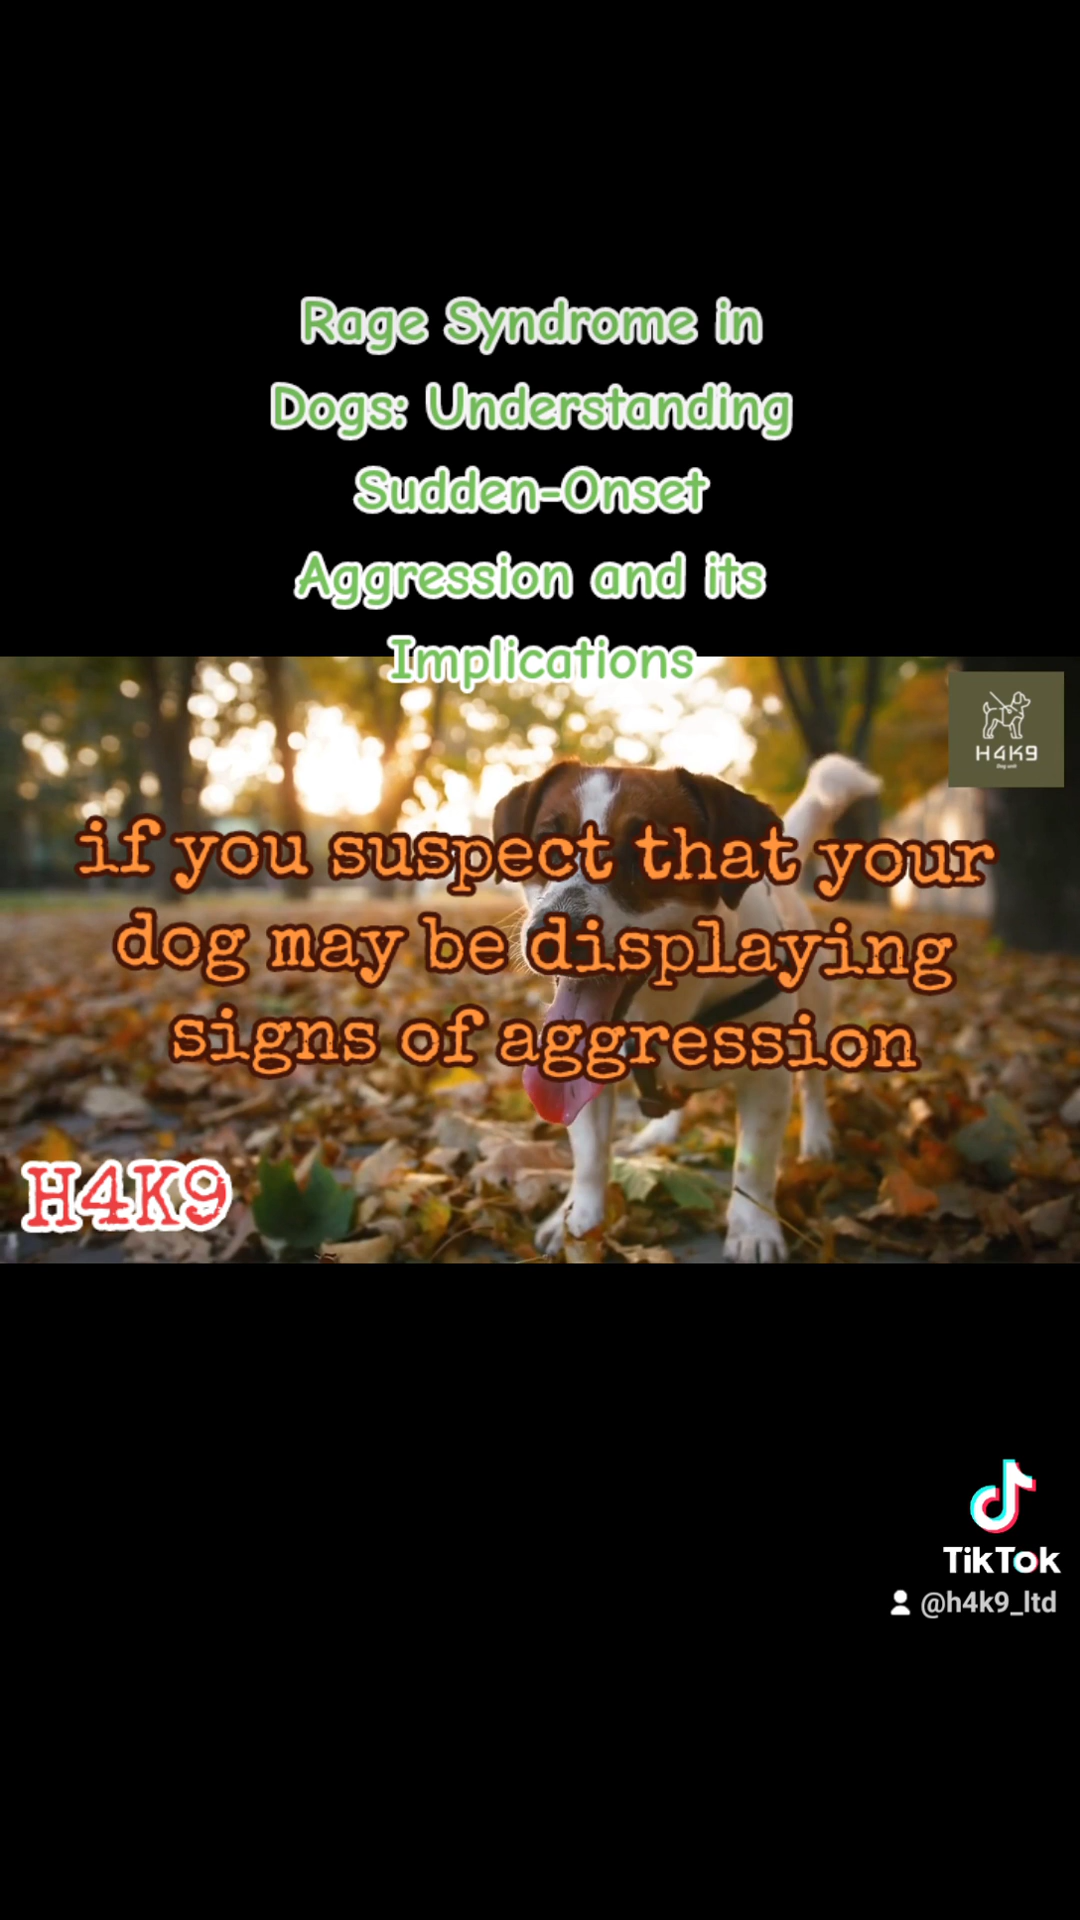 Rage Syndrome in
Dogs: Understanding
Sudden-Onset
Aggression and its
Implications
H4K9
if you suspect that your
dog may be displaying
signs of aggression
H4K9
TikTok
@h4k9_ltd